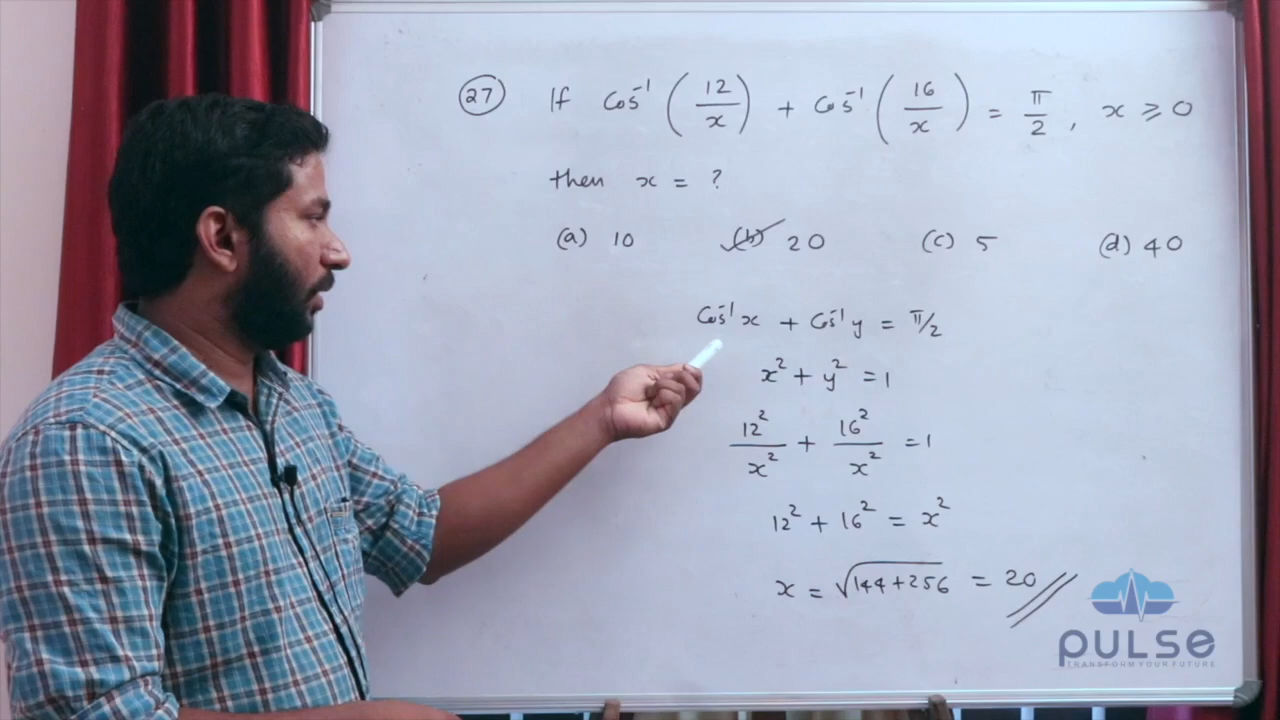 27 If Cos⁻¹ (12/x) + Cos⁻¹ (16/x) = π/2, x ≥ 0
then x = ?
(a) 10 (b) 20 (c) 5 (d) 40
Cos⁻¹x + Cos⁻¹y = π/2
x² + y² = 1
12²/x² + 16²/x² = 1
12² + 16² = x²
x = √144+256 = 20
PULSE
TRANSFORM YOUR FUTURE